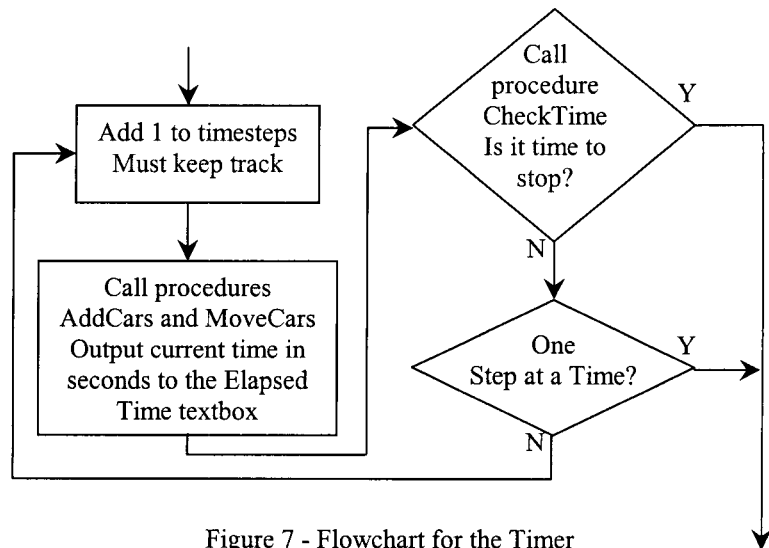 Add 1 to timesteps
Must keep track
Call procedures
AddCars and MoveCars
Output current time in
seconds to the Elapsed
Time textbox
Call
procedure
CheckTime
Is it time to
stop?
Y
N
One
Step at a Time?
Y
N
Figure 7 - Flowchart for the Timer